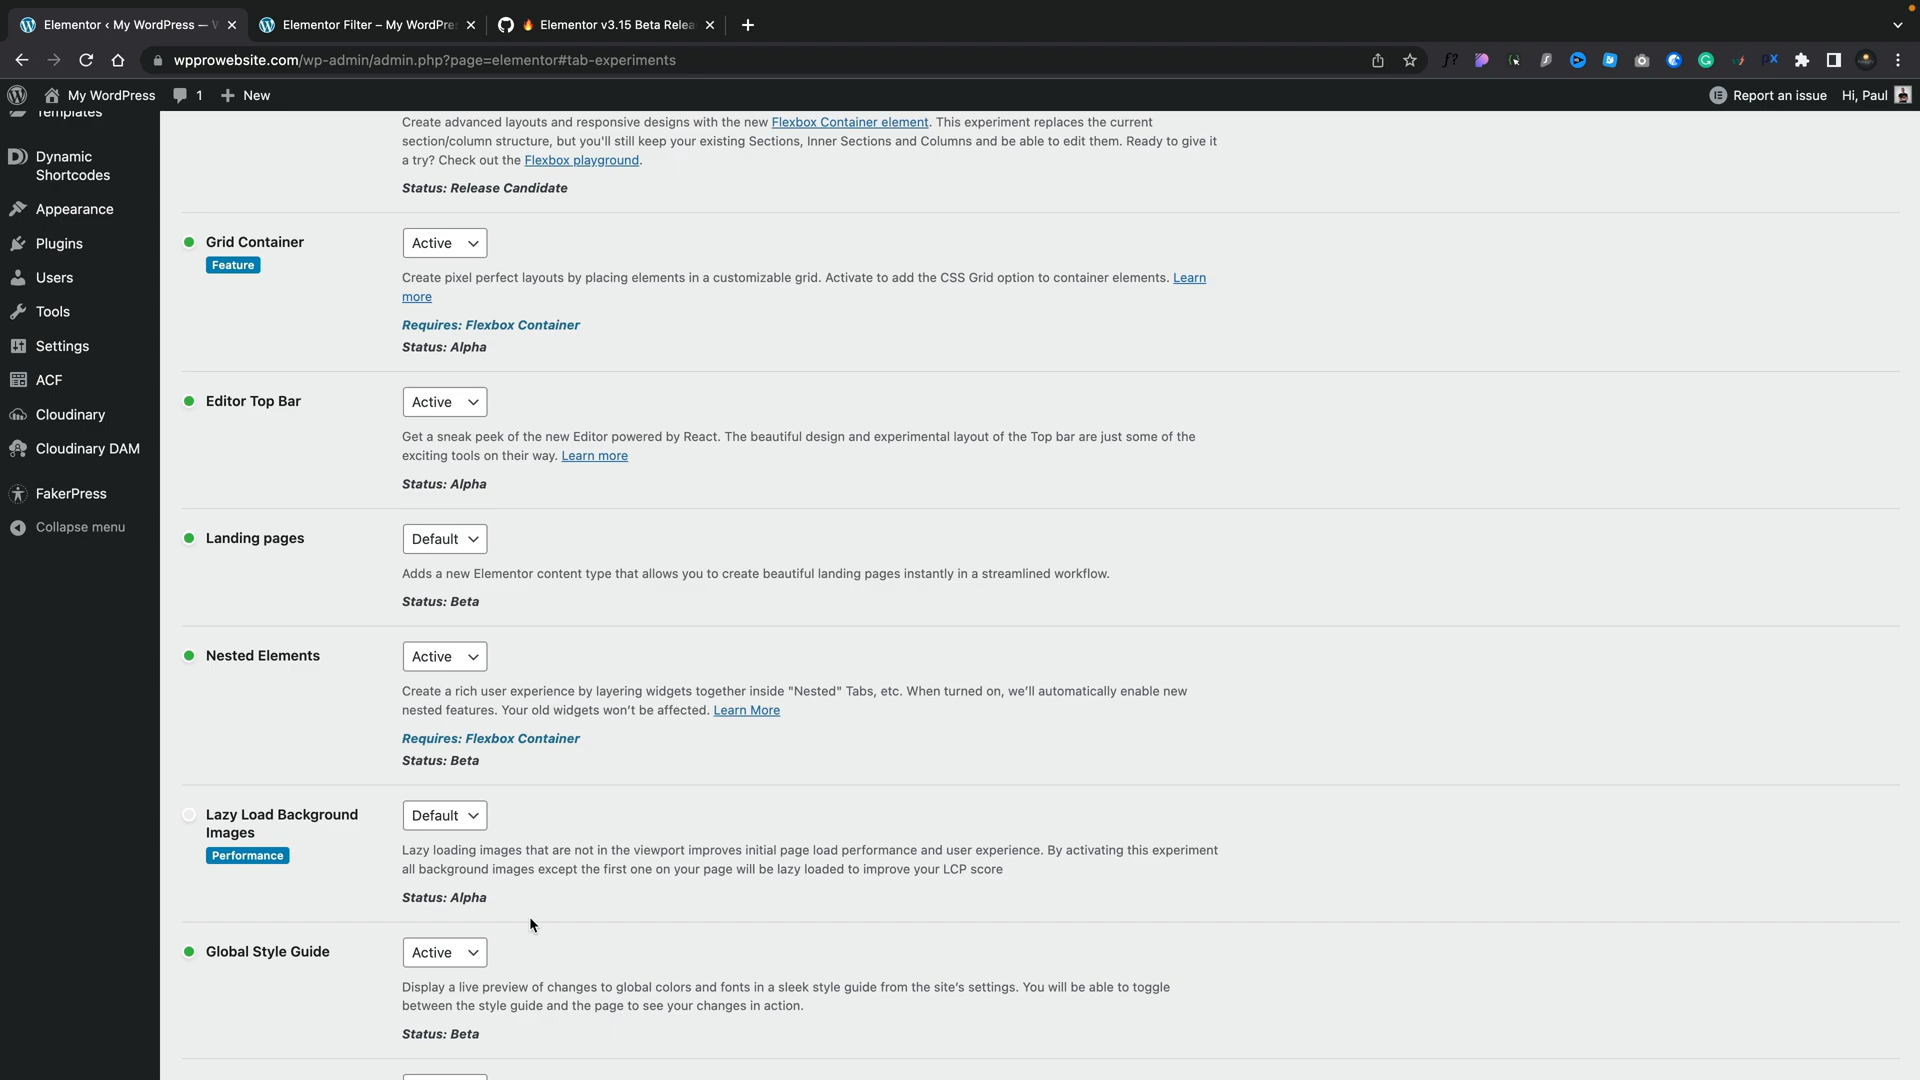 Elementor ‹ My WordPress — W
Elementor Filter – My WordPre
🔥 Elementor v3.15 Beta Relea
wpprowebsite.com/wp-admin/admin.php?page=elementor#tab-experiments
My WordPress
1
New
Report an issue
Hi, Paul
Templates
Dynamic
Shortcodes
Appearance
Plugins
Users
Tools
Settings
ACF
Cloudinary
Cloudinary DAM
FakerPress
Collapse menu
Create advanced layouts and responsive designs with the new Flexbox Container element. This experiment replaces the current
section/column structure, but you'll still keep your existing Sections, Inner Sections and Columns and be able to edit them. Ready to give it
a try? Check out the Flexbox playground.
Status: Release Candidate
Grid Container
Active
Feature
Create pixel perfect layouts by placing elements in a customizable grid. Activate to add the CSS Grid option to container elements. Learn
more
Requires: Flexbox Container
Status: Alpha
Editor Top Bar
Active
Get a sneak peek of the new Editor powered by React. The beautiful design and experimental layout of the Top bar are just some of the
exciting tools on their way. Learn more
Status: Alpha
Landing pages
Default
Adds a new Elementor content type that allows you to create beautiful landing pages instantly in a streamlined workflow.
Status: Beta
Nested Elements
Active
Create a rich user experience by layering widgets together inside "Nested" Tabs, etc. When turned on, we’ll automatically enable new
nested features. Your old widgets won’t be affected. Learn More
Requires: Flexbox Container
Status: Beta
Lazy Load Background
Images
Default
Performance
Lazy loading images that are not in the viewport improves initial page load performance and user experience. By activating this experiment
all background images except the first one on your page will be lazy loaded to improve your LCP score
Status: Alpha
Global Style Guide
Active
Display a live preview of changes to global colors and fonts in a sleek style guide from the site’s settings. You will be able to toggle
between the style guide and the page to see your changes in action.
Status: Beta